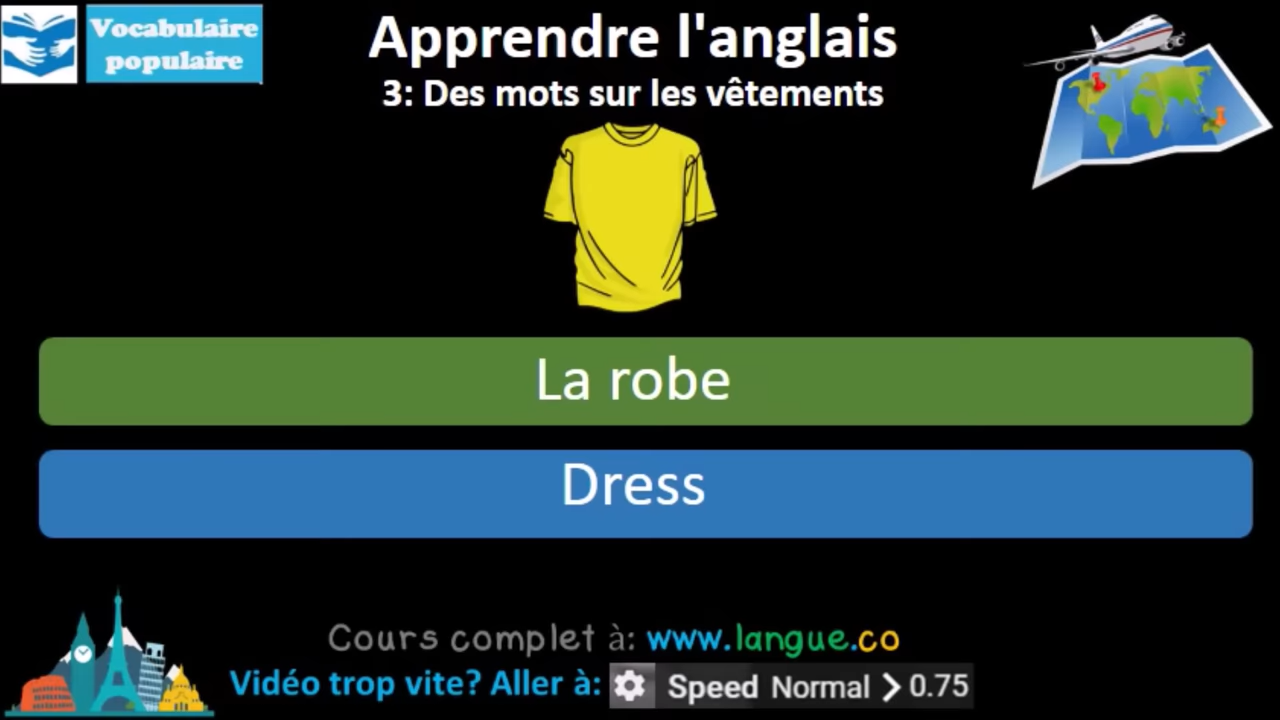 Vocabulaire
populaire
Apprendre l'anglais
3: Des mots sur les vêtements
La robe
Dress
Cours complet à: www.langue.co
Vidéo trop vite? Aller à: Speed Normal > 0.75